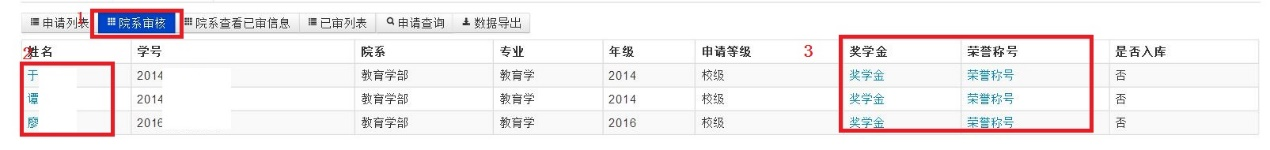 申请列表 1 院系审核 院系查看已审信息 已审列表 申请查询 数据导出
2 姓名 学号 院系 专业 年级 申请等级 3 奖学金 荣誉称号 是否入库
于 2014 教育学部 教育学 2014 校级 奖学金 荣誉称号 否
谭 2014 教育学部 教育学 2014 校级 奖学金 荣誉称号 否
廖 2016 教育学部 教育学 2016 校级 奖学金 荣誉称号 否